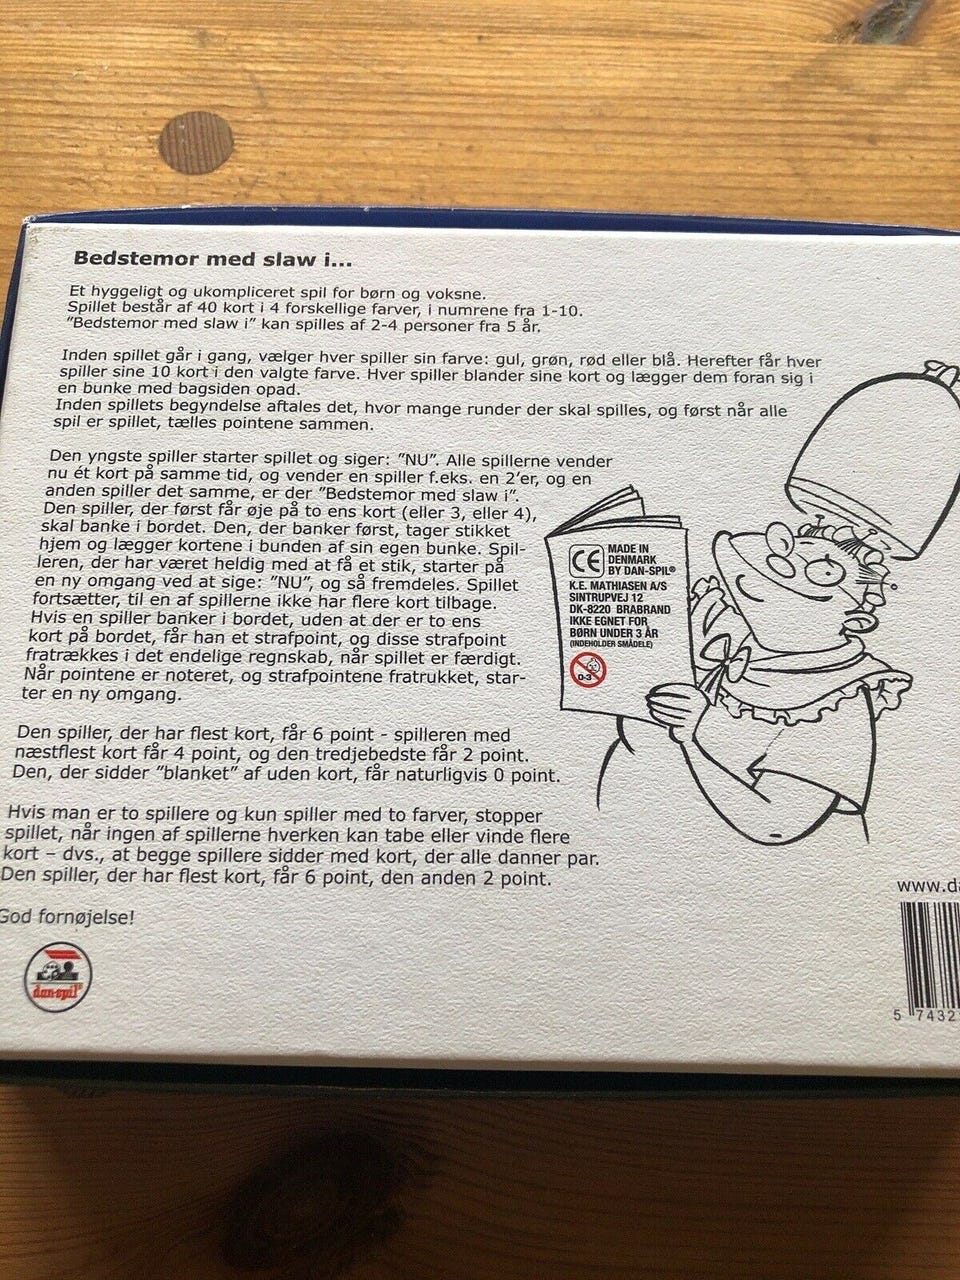 Bedstemor med slaw i...
Et hyggeligt og ukompliceret spil for børn og voksne.
Spillet består af 40 kort i 4 forskellige farver, i numrene fra 1-10.
"Bedstemor med slaw i" kan spilles af 2-4 personer fra 5 år.
Inden spillet går i gang, vælger hver spiller sin farve: gul, grøn, rød eller blå. Herefter får hver
spiller sine 10 kort i den valgte farve. Hver spiller blander sine kort og lægger dem foran sig i
en bunke med bagsiden opad.
Inden spillets begyndelse aftales det, hvor mange runder der skal spilles, og først når alle
spil er spillet, tælles pointene sammen.
Den yngste spiller starter spillet og siger: "NU". Alle spillerne vender
nu ét kort på samme tid, og vender en spiller f.eks. en 2'er, og en
anden spiller det samme, er der "Bedstemor med slaw i".
Den spiller, der først får øje på to ens kort (eller 3, eller 4),
skal banke i bordet. Den, der banker først, tager stikket
hjem og lægger kortene i bunden af sin egen bunke. Spil-
leren, der har været heldig med at få et stik, starter på
en ny omgang ved at sige: "NU", og så fremdeles. Spillet
fortsætter, til en af spillerne ikke har flere kort tilbage.
Hvis en spiller banker i bordet, uden at der er to ens
kort på bordet, får han et strafpoint, og disse strafpoint
fratrækkes i det endelige regnskab, når spillet er færdigt.
Når pointene er noteret, og strafpointene fratrukket, star-
ter en ny omgang.
Den spiller, der har flest kort, får 6 point - spilleren med
næstflest kort får 4 point, og den tredjebedste får 2 point.
Den, der sidder "blanket" af uden kort, får naturligvis 0 point.
Hvis man er to spillere og kun spiller med to farver, stopper
spillet, når ingen af spillerne hverken kan tabe eller vinde flere
kort – dvs., at begge spillere sidder med kort, der alle danner par.
Den spiller, der har flest kort, får 6 point, den anden 2 point.
God fornøjelse!
dan-spil®
CE
MADE IN
DENMARK
BY DAN-SPIL®
K.E. MATHIASEN A/S
SINTRUPVEJ 12
DK-8220 BRABRAND
IKKE EGNET FOR
BØRN UNDER 3 ÅR
(INDEHOLDER SMÅDELE)
0-3
www.da
5 7432